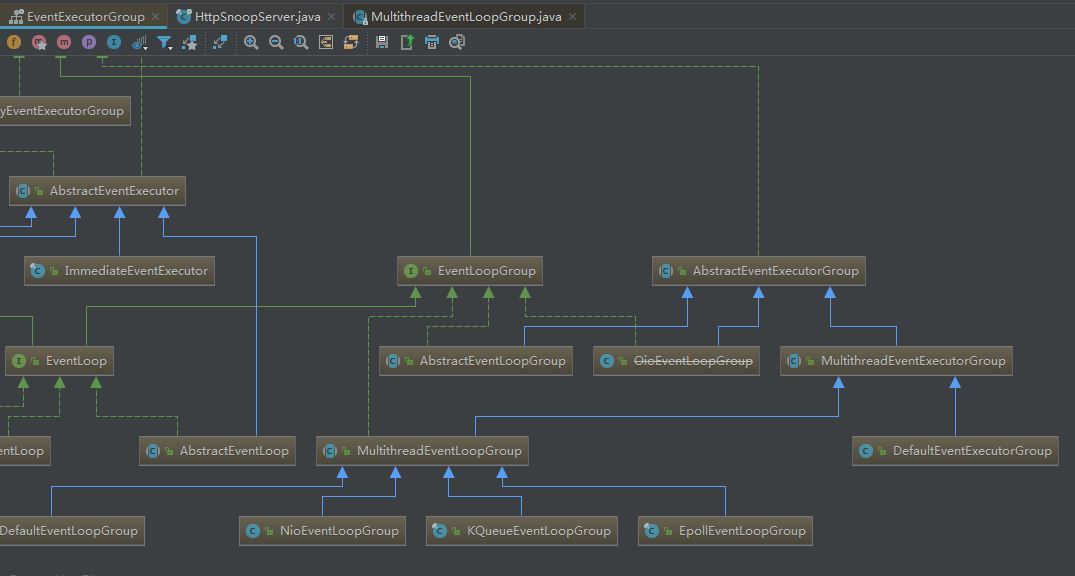 EventExecutorGroup HttpSnoopServer.java MultithreadEventLoopGroup.java
yEventExecutorGroup
AbstractEventExecutor
ImmediateEventExecutor EventLoopGroup AbstractEventExecutorGroup
EventLoop AbstractEventLoopGroup OioEventLoopGroup MultithreadEventExecutorGroup
entLoop AbstractEventLoop MultithreadEventLoopGroup DefaultEventExecutorGroup
DefaultEventLoopGroup NioEventLoopGroup KQueueEventLoopGroup EpollEventLoopGroup